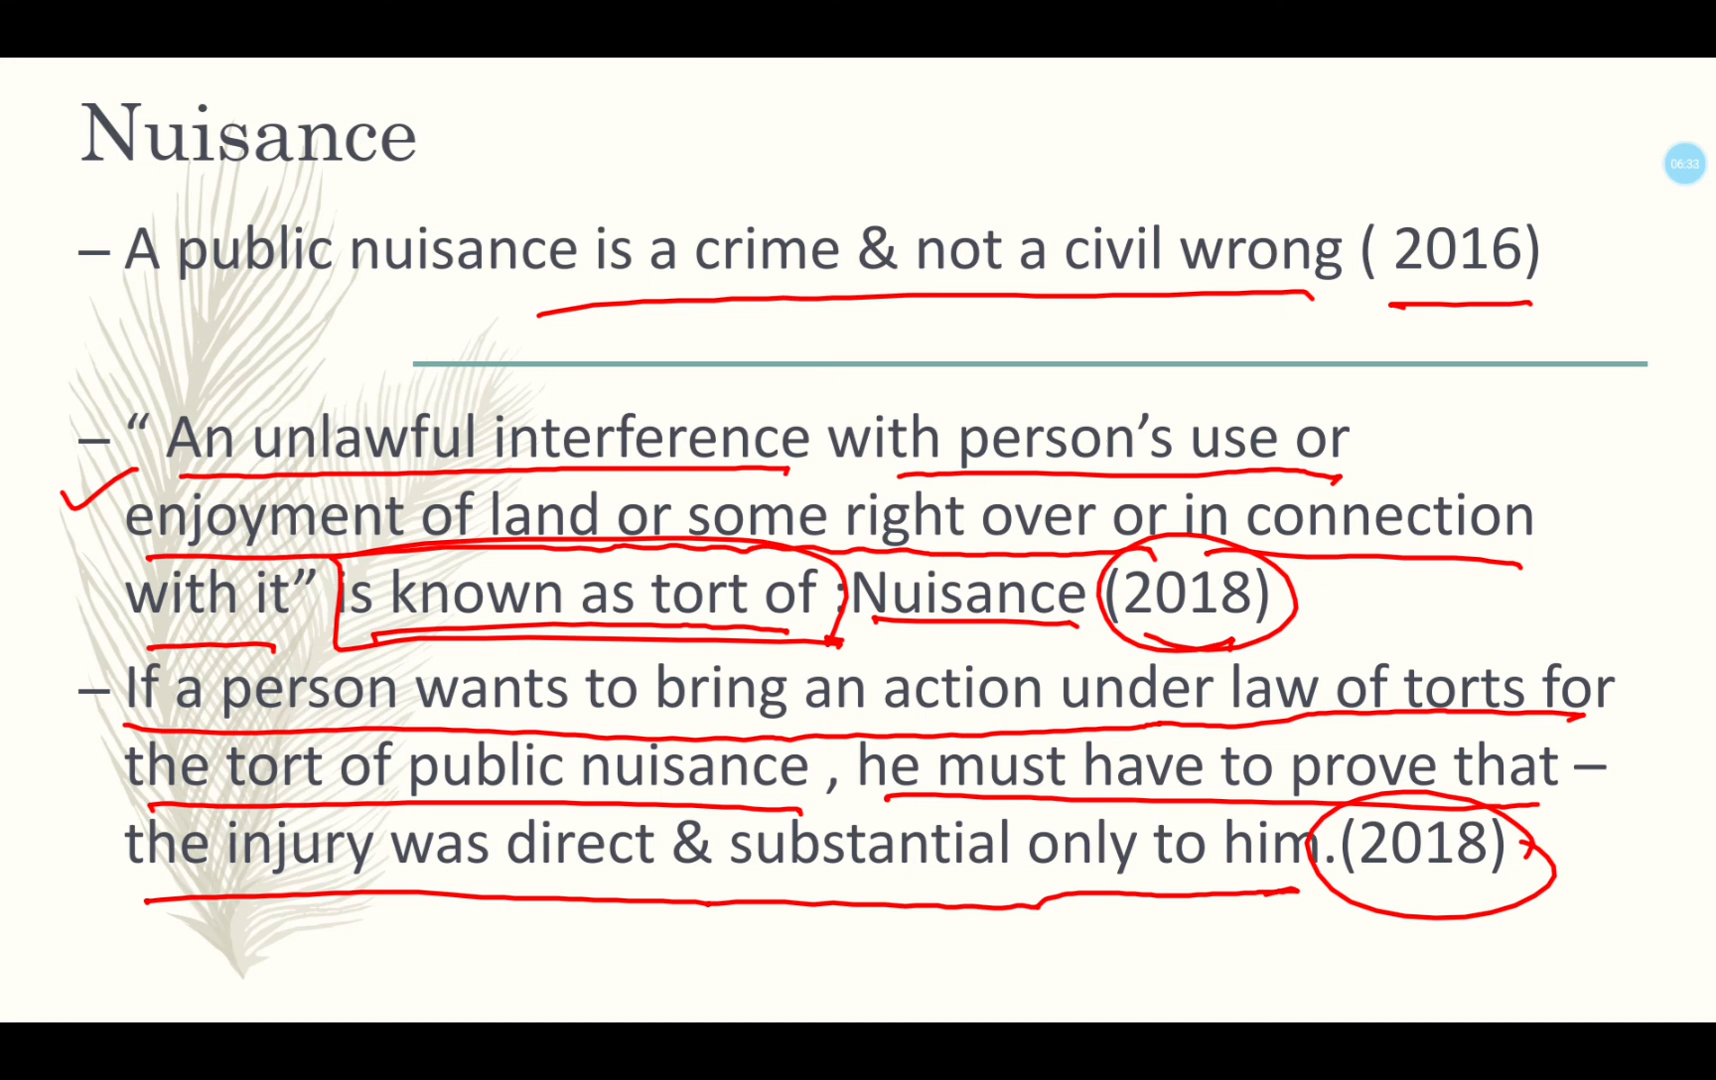 Nuisance
06:33
– A public nuisance is a crime & not a civil wrong ( 2016)
– “ An unlawful interference with person’s use or
enjoyment of land or some right over or in connection
with it” is known as tort of :Nuisance (2018)
– If a person wants to bring an action under law of torts for
the tort of public nuisance , he must have to prove that –
the injury was direct & substantial only to him.(2018)